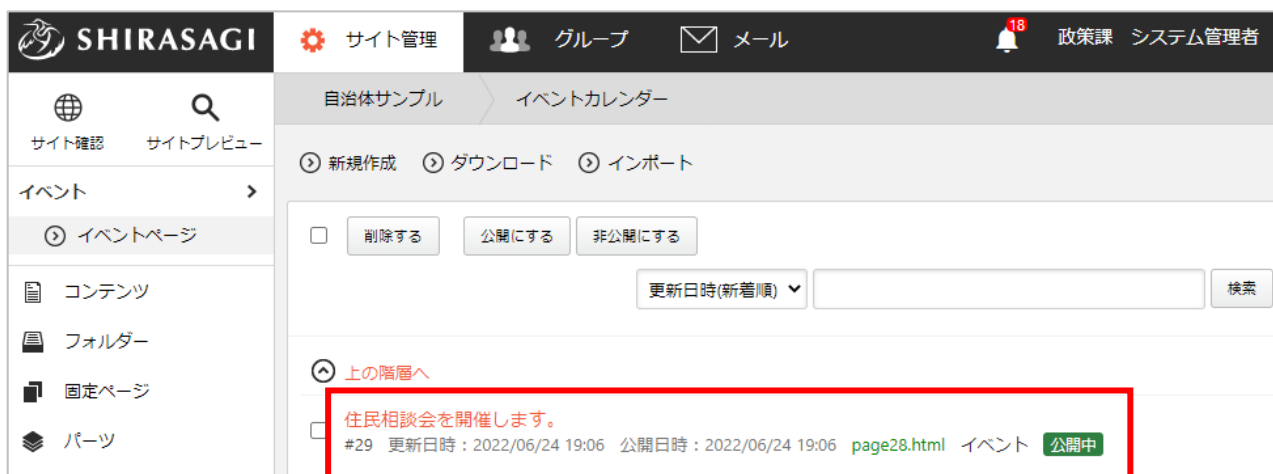 SHIRASAGI サイト管理 グループ メール 18 政策課 システム管理者
自治体サンプル イベントカレンダー
サイト確認 サイトプレビュー
新規作成 ダウンロード インポート
イベント
イベントページ
削除する 公開にする 非公開にする
更新日時(新着順) 検索
コンテンツ
フォルダー
上の階層へ
固定ページ
住民相談会を開催します。
パーツ
#29 更新日時：2022/06/24 19:06 公開日時：2022/06/24 19:06 page28.html イベント 公開中